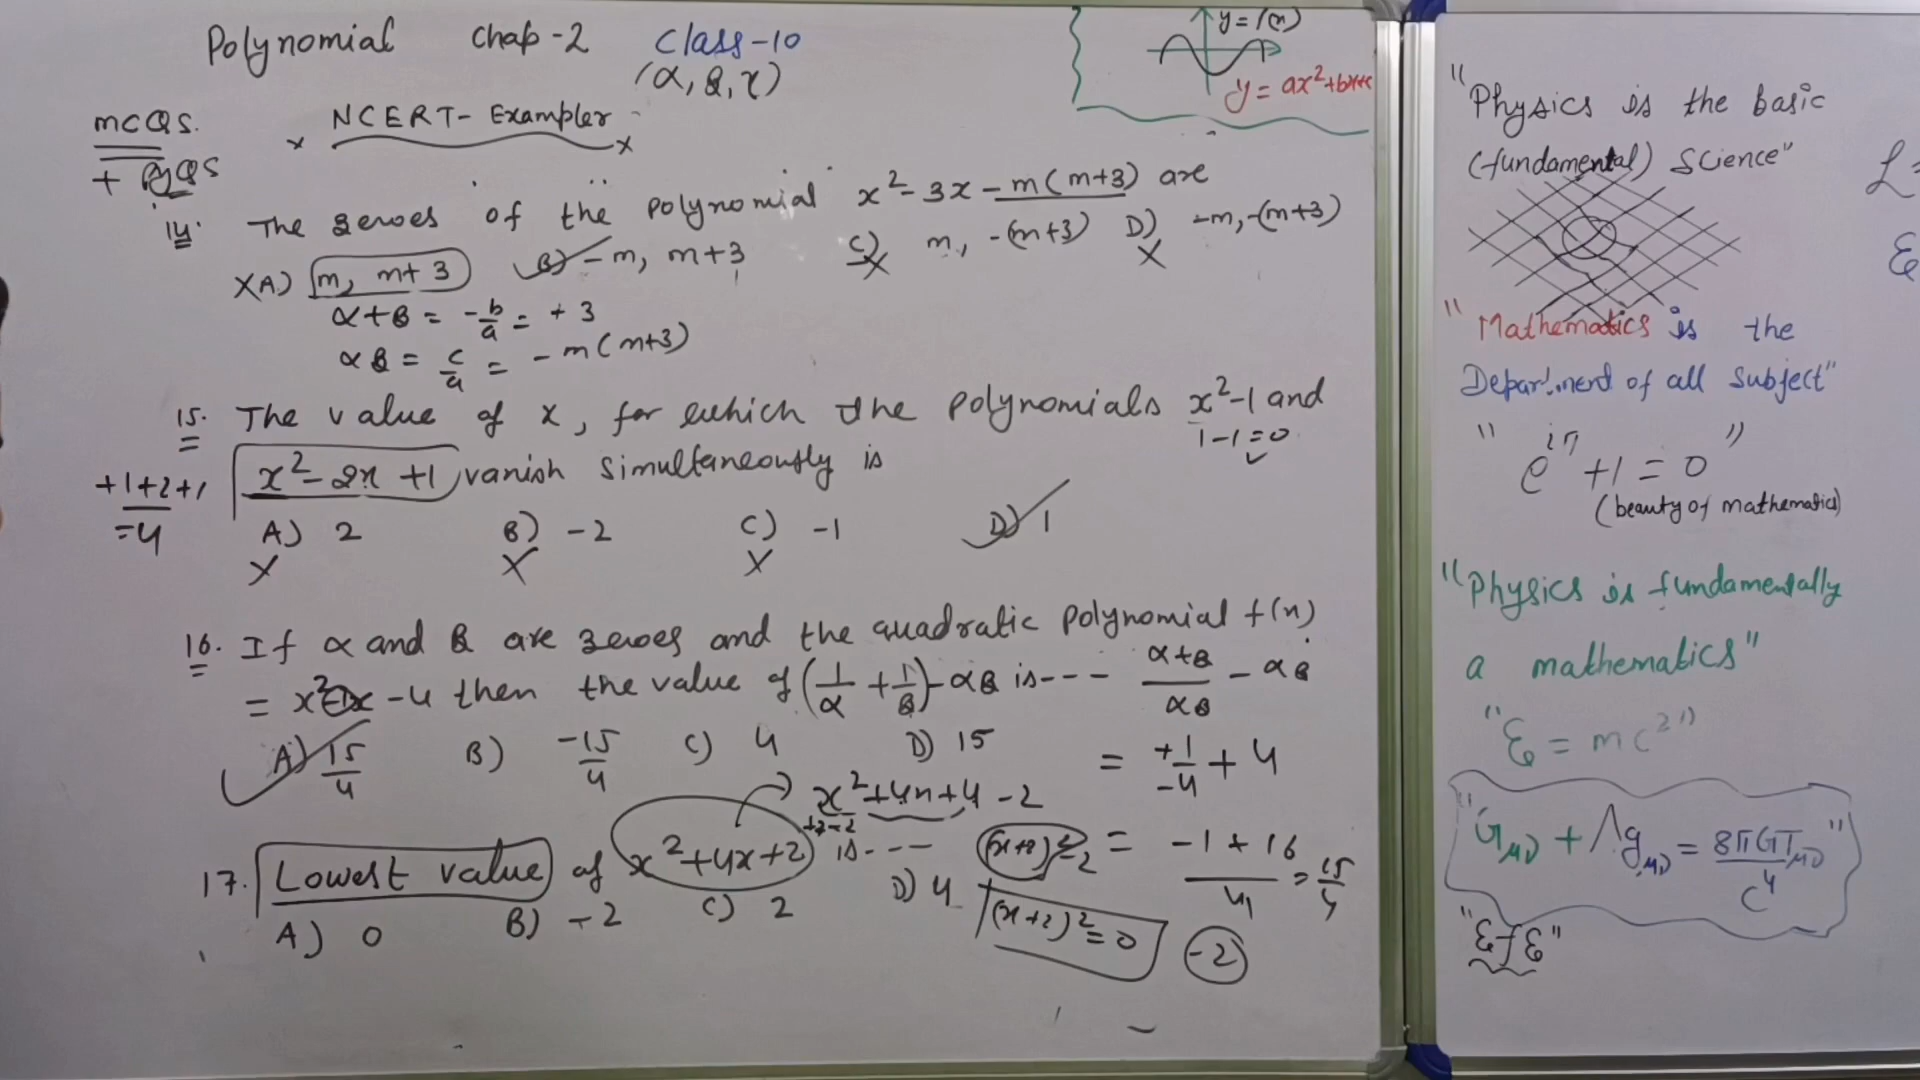 Polynomial chap-2 class-10
(α, β, γ)
y = f(x)
y = ax²+bx+c
MCQS.
+ PYQS
x NCERT- Exampler x
14. The zeroes of the polynomial x² - 3x - m(m+3) are
XA) m, m+3 B) -m, m+3 C) m, -(m+3) D) -m, -(m+3)
α+β = -b/a = +3
αβ = c/a = -m(m+3)
15. The value of x, for which the polynomials x²-1 and
1-1=0
x²-2x+1 vanish simultaneously is
+1+2+1
=4
A) 2 B) -2 C) -1 D) 1
X X X
16. If α and β are zeroes and the quadratic polynomial f(x)
= x²-x-4 then the value of (1/α + 1/β) - αβ is---
α+β/αβ - αβ
A) 15/4 B) -15/4 C) 4 D) 15
= +1/-4 + 4
= -1+16/4 = 15/4
x²+4x+4-2
+2-2
17. Lowest value of x²+4x+2 is---
(x+2)²-2
A) 0 B) -2 C) 2 D) 4
(x+2)²=0
-2
"Physics is the basic
(fundamental) Science"
"Mathematics is the
Department of all subject"
"e^iπ +1 = 0"
(beauty of mathematics)
"Physics is fundamentally
a mathematics"
"E = mc²"
"Gμν + Λgμν = 8πGTμν/c⁴"
"EfE"
L=
E